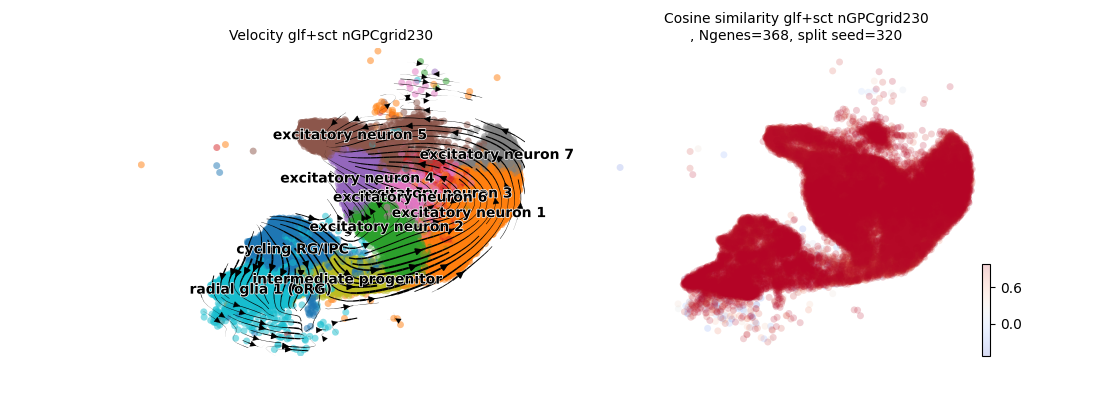 Velocity glf+sct nGPCgrid230
Cosine similarity glf+sct nGPCgrid230
, Ngenes=368, split seed=320
excitatory neuron 5
excitatory neuron 7
excitatory neuron 4
excitatory neuron 3
excitatory neuron 6
excitatory neuron 1
excitatory neuron 2
cycling RG/IPC
intermediate progenitor
radial glia 1 (oRG)
0.6
0.0